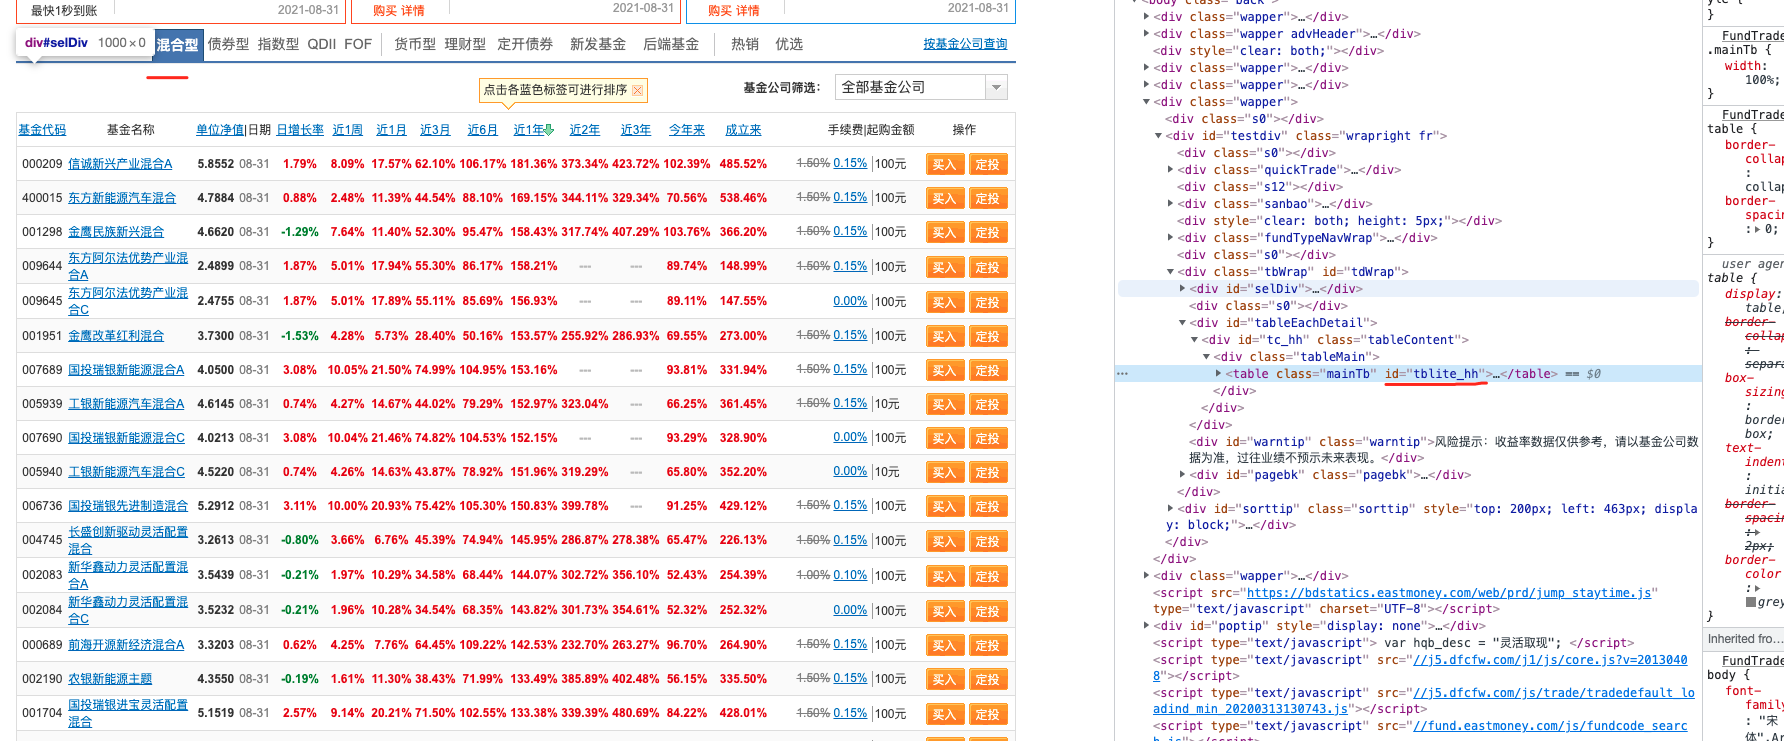 最快1秒到账
2021-08-31
购买 详情
2021-08-31
购买 详情
2021-08-31
div#selDiv 1000×0
混合型 债券型 指数型 QDII FOF 货币型 理财型 定开债券 新发基金 后端基金 热销 优选 按基金公司查询
点击各蓝色标签可进行排序
基金公司筛选： 全部基金公司
基金代码 基金名称 单位净值|日期 日增长率 近1周 近1月 近3月 近6月 近1年 近2年 近3年 今年来 成立来 手续费|起购金额 操作
000209 信诚新兴产业混合A 5.8552 08-31 1.79% 8.09% 17.57% 62.10% 106.17% 181.36% 373.34% 423.72% 102.39% 485.52% 1.50% 0.15% |100元 买入 定投
400015 东方新能源汽车混合 4.7884 08-31 0.88% 2.48% 11.39% 44.54% 88.10% 169.15% 344.11% 329.34% 70.56% 538.46% 1.50% 0.15% |100元 买入 定投
001298 金鹰民族新兴混合 4.6620 08-31 -1.29% 7.64% 11.40% 52.30% 95.47% 158.43% 317.74% 407.29% 103.76% 366.20% 1.50% 0.15% |100元 买入 定投
009644 东方阿尔法优势产业混合A 2.4899 08-31 1.87% 5.01% 17.94% 55.30% 86.17% 158.21% --- --- 89.74% 148.99% 1.50% 0.15% |100元 买入 定投
009645 东方阿尔法优势产业混合C 2.4755 08-31 1.87% 5.01% 17.89% 55.11% 85.69% 156.93% --- --- 89.11% 147.55% 0.00% |100元 买入 定投
001951 金鹰改革红利混合 3.7300 08-31 -1.53% 4.28% 5.73% 28.40% 50.16% 153.57% 255.92% 286.93% 69.55% 273.00% 1.50% 0.15% |100元 买入 定投
007689 国投瑞银新能源混合A 4.0500 08-31 3.08% 10.05% 21.50% 74.99% 104.95% 153.16% --- --- 93.81% 331.94% 1.50% 0.15% |100元 买入 定投
005939 工银新能源汽车混合A 4.6145 08-31 0.74% 4.27% 14.67% 44.02% 79.29% 152.97% 323.04% --- 66.25% 361.45% 1.50% 0.15% |10元 买入 定投
007690 国投瑞银新能源混合C 4.0213 08-31 3.08% 10.04% 21.46% 74.82% 104.53% 152.15% --- --- 93.29% 328.90% 0.00% |100元 买入 定投
005940 工银新能源汽车混合C 4.5220 08-31 0.74% 4.26% 14.63% 43.87% 78.92% 151.96% 319.29% --- 65.80% 352.20% 0.00% |10元 买入 定投
006736 国投瑞银先进制造混合 5.2912 08-31 3.11% 10.00% 20.93% 75.42% 105.30% 150.83% 399.78% --- 91.25% 429.12% 1.50% 0.15% |100元 买入 定投
004745 长盛创新驱动灵活配置混合 3.2613 08-31 -0.80% 3.66% 6.76% 45.39% 74.94% 145.95% 286.87% 278.38% 65.47% 226.13% 1.50% 0.15% |100元 买入 定投
002083 新华鑫动力灵活配置混合A 3.5439 08-31 -0.21% 1.97% 10.29% 34.58% 68.44% 144.07% 302.72% 356.10% 52.43% 254.39% 1.00% 0.10% |100元 买入 定投
002084 新华鑫动力灵活配置混合C 3.5232 08-31 -0.21% 1.96% 10.28% 34.54% 68.35% 143.82% 301.73% 354.61% 52.32% 252.32% 0.00% |100元 买入 定投
000689 前海开源新经济混合A 3.3203 08-31 0.62% 4.25% 7.76% 64.45% 109.22% 142.53% 232.70% 263.27% 96.70% 264.90% 1.50% 0.15% |100元 买入 定投
002190 农银新能源主题 4.3550 08-31 -0.19% 1.61% 11.30% 38.43% 71.99% 133.49% 385.89% 402.48% 56.15% 335.50% 1.50% 0.15% |100元 买入 定投
001704 国投瑞银进宝灵活配置混合 5.1519 08-31 2.57% 9.14% 20.21% 71.50% 102.55% 133.38% 339.39% 480.69% 84.22% 428.01% 1.50% 0.15% |100元 买入 定投
<body class="back">
<div class="wapper">…</div>
<div class="wapper advHeader">…</div>
<div style="clear: both;"></div>
<div class="wapper">…</div>
<div class="wapper">…</div>
<div class="wapper">
<div class="s0"></div>
<div id="testdiv" class="wrapright fr">
<div class="s0"></div>
<div class="quickTrade">…</div>
<div class="s12"></div>
<div class="sanbao">…</div>
<div style="clear: both; height: 5px;"></div>
<div class="fundTypeNavWrap">…</div>
<div class="s0"></div>
<div class="tbWrap" id="tdWrap">
<div id="selDiv">…</div>
<div class="s0"></div>
<div id="tableEachDetail">
<div id="tc_hh" class="tableContent">
<div class="tableMain">
… <table class="mainTb" id="tblite_hh">…</table> == $0
</div>
</div>
</div>
<div id="warntip" class="warntip">风险提示：收益率数据仅供参考，请以基金公司数
据为准，过往业绩不预示未来表现。</div>
<div id="pagebk" class="pagebk">…</div>
</div>
<div id="sorttip" class="sorttip" style="top: 200px; left: 463px; displa
y: block;">…</div>
</div>
</div>
<div class="wapper">…</div>
<script src="https://bdstatics.eastmoney.com/web/prd/jump_staytime.js"
type="text/javascript" charset="UTF-8"></script>
<div id="poptip" style="display: none">…</div>
<script type="text/javascript"> var hqb_desc = "灵活取现"; </script>
<script type="text/javascript" src="//j5.dfcfw.com/j1/js/core.js?v=2013040
8"></script>
<script type="text/javascript" src="//j5.dfcfw.com/js/trade/tradedefault_lo
adind_min_20200313130743.js"></script>
<script type="text/javascript" src="//fund.eastmoney.com/js/fundcode_searc
h.js"></script>
}
FundTrade
.mainTb {
width:
100%;
}
FundTrade
table {
border-
collap
:
collap
border-
spacin
: 0;
}
user agen
table {
display:
table;
border-
collap
:
separa
box-
sizing
:
border
box;
text-
indent
:
initia
border-
spacin
:
2px;
border-
color
:
grey
}
Inherited fro…
FundTrade
body {
font-
family
: "宋
体",Ar